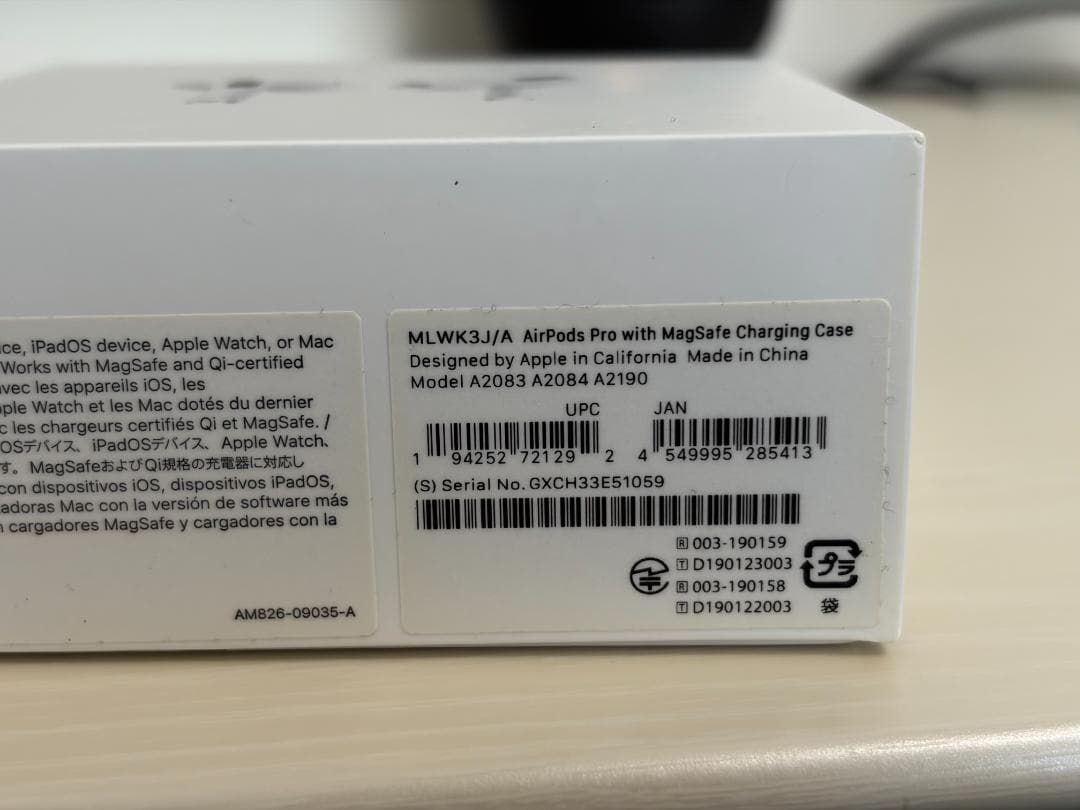 ce, iPadOS device, Apple Watch, or Mac
Works with MagSafe and Qi-certified
avec les appareils iOS, les
Apple Watch et les Mac dotés du dernier
c les chargeurs certifiés Qi et MagSafe. /
OSデバイス、iPadOSデバイス、Apple Watch、
す。MagSafeおよびQi規格の充電器に対応し
con dispositivos iOS, dispositivos iPadOS,
adoras Mac con la versión de software más
n cargadores MagSafe y cargadores con la
AM826-09035-A
MLWK3J/A AirPods Pro with MagSafe Charging Case
Designed by Apple in California Made in China
Model A2083 A2084 A2190
UPC JAN
1 94252 72129 2 4 549995 285413
(S) Serial No. GXCH33E51059
R 003-190159
T D190123003
R 003-190158
T D190122003
プラ
袋